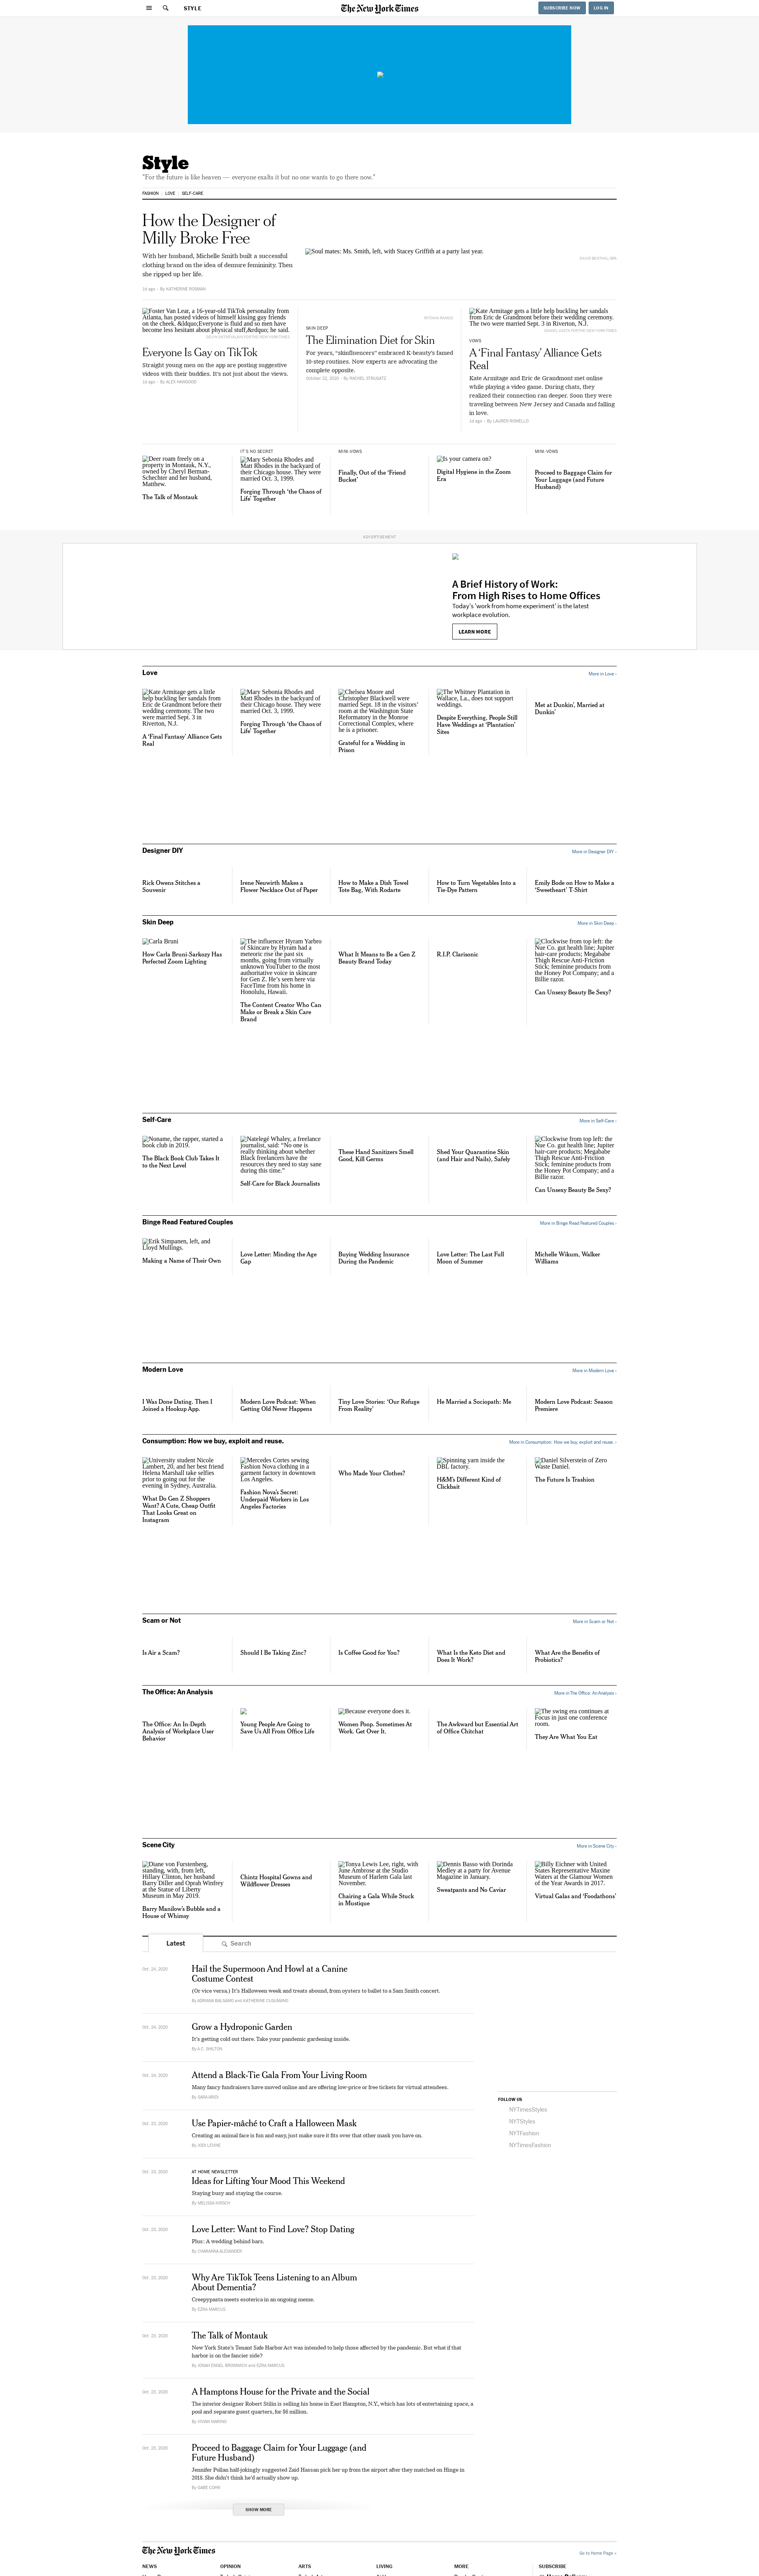 STYLE
The New York Times
SUBSCRIBE NOW
LOG IN
Style
"For the future is like heaven — everyone exalts it but no one wants to go there now."
FASHION
LOVE
SELF-CARE
How the Designer of
Milly Broke Free
With her husband, Michelle Smith built a successful
clothing brand on the idea of demure femininity. Then
she ripped up her life.
1d ago · By KATHERINE ROSMAN
Soul mates: Ms. Smith, left, with Stacey Griffith at a party last year.
Foster Van Lear, a 16-year-old TikTok personality from
Atlanta, has posted videos of himself kissing guy friends
on the cheek. &ldquo;Everyone is fluid and so men have
become less hesitant about physical stuff,&rdquo; he said.
Everyone Is Gay on TikTok
Straight young men on the app are posting suggestive
videos with their buddies. It's not just about the views.
1d ago · By ALEX HAWGOOD
SKIN DEEP
The Elimination Diet for Skin
For years, "skinfluencers" embraced K-beauty's famed
10-step routines. Now experts are advocating the
complete opposite.
October 22, 2020 · By RACHEL STRUGATZ
Kate Armitage gets a little help buckling her sandals
from Eric de Grandmont before their wedding ceremony.
The two were married Sept. 3 in Riverton, N.J.
VOWS
A 'Final Fantasy' Alliance Gets
Real
Kate Armitage and Eric de Grandmont met online
while playing a video game. During chats, they
realized their connection ran deeper. Soon they were
traveling between New Jersey and Canada and falling
in love.
Deer roam freely on a
property in Montauk, N.Y.,
owned by Cheryl Berman-
Schechter and her husband,
Matthew.
The Talk of Montauk
IT'S NO SECRET
Mary Sebonia Rhodes and
Matt Rhodes in the backyard of
their Chicago house. They were
married Oct. 3, 1999.
Forging Through 'the Chaos of
Life' Together
MINI-VOWS
Finally, Out of the 'Friend
Bucket'
Is your camera on?
Digital Hygiene in the Zoom
Era
MINI-VOWS
Proceed to Baggage Claim for
Your Luggage (and Future
Husband)
ADVERTISEMENT
A Brief History of Work:
From High Rises to Home Offices
Today's 'work from home experiment' is the latest
workplace evolution.
LEARN MORE
Love
More in Love ›
Kate Armitage gets a little
help buckling her sandals from
Eric de Grandmont before their
wedding ceremony. The two
were married Sept. 3 in
Riverton, N.J.
A 'Final Fantasy' Alliance Gets
Real
Mary Sebonia Rhodes and
Matt Rhodes in the backyard of
their Chicago house. They were
married Oct. 3, 1999.
Forging Through 'the Chaos of
Life' Together
Chelsea Moore and
Christopher Blackwell were
married Sept. 18 in the visitors'
room at the Washington State
Reformatory in the Monroe
Correctional Complex, where
he is a prisoner.
Grateful for a Wedding in
Prison
The Whitney Plantation in
Wallace, La., does not support
weddings.
Despite Everything, People Still
Have Weddings at 'Plantation'
Sites
Met at Dunkin', Married at
Dunkin'
Designer DIY
More in Designer DIY ›
Rick Owens Stitches a
Souvenir
Irene Neuwirth Makes a
Flower Necklace Out of Paper
How to Make a Dish Towel
Tote Bag, With Rodarte
How to Turn Vegetables Into a
Tie-Dye Pattern
Emily Bode on How to Make a
'Sweetheart' T-Shirt
Skin Deep
More in Skin Deep ›
Carla Bruni
How Carla Bruni-Sarkozy Has
Perfected Zoom Lighting
The influencer Hyram Yarbro
of Skincare by Hyram had a
meteoric rise the past six
months, going from virtually
unknown YouTuber to the most
authoritative voice in skincare
for Gen Z. He's seen here via
FaceTime from his home in
Honolulu, Hawaii.
The Content Creator Who Can
Make or Break a Skin Care
Brand
What It Means to Be a Gen Z
Beauty Brand Today
R.I.P. Clarisonic
Clockwise from top left: the
Nue Co. gut health line; Jupiter
hair-care products; Megababe
Thigh Rescue Anti-Friction
Stick; feminine products from
the Honey Pot Company; and a
Billie razor.
Can Unsexy Beauty Be Sexy?
Self-Care
More in Self-Care ›
Noname, the rapper, started a
book club in 2019.
The Black Book Club Takes It
to the Next Level
Natelegé Whaley, a freelance
journalist, said: "No one is
really thinking about whether
Black freelancers have the
resources they need to stay sane
during this time."
Self-Care for Black Journalists
These Hand Sanitizers Smell
Good, Kill Germs
Shed Your Quarantine Skin
(and Hair and Nails), Safely
Clockwise from top left: the
Nue Co. gut health line; Jupiter
hair-care products; Megababe
Thigh Rescue Anti-Friction
Stick; feminine products from
the Honey Pot Company; and a
Billie razor.
Can Unsexy Beauty Be Sexy?
Binge Read Featured Couples
More in Binge Read Featured Couples ›
Erik Simpanen, left, and
Lloyd Mullings.
Making a Name of Their Own
Love Letter: Minding the Age
Gap
Buying Wedding Insurance
During the Pandemic
Love Letter: The Last Full
Moon of Summer
Michelle Wikum, Walker
Williams
Modern Love
More in Modern Love ›
I Was Done Dating. Then I
Joined a Hookup App.
Modern Love Podcast: When
Getting Old Never Happens
Tiny Love Stories: 'Our Refuge
From Reality'
He Married a Sociopath: Me
Modern Love Podcast: Season
Premiere
Consumption: How we buy, exploit and reuse.
More in Consumption: How we buy, exploit and reuse. ›
University student Nicole
Lambert, 20, and her best friend
Helena Marshall take selfies
prior to going out for the
evening in Sydney, Australia.
What Do Gen Z Shoppers
Want? A Cute, Cheap Outfit
That Looks Great on
Instagram
Mercedes Cortes sewing
Fashion Nova clothing in a
garment factory in downtown
Los Angeles.
Fashion Nova's Secret:
Underpaid Workers in Los
Angeles Factories
Who Made Your Clothes?
Spinning yarn inside the
DBL factory.
H&M's Different Kind of
Clickbait
Daniel Silverstein of Zero
Waste Daniel.
The Future Is Trashion
Scam or Not
More in Scam or Not ›
Is Air a Scam?
Should I Be Taking Zinc?
Is Coffee Good for You?
What Is the Keto Diet and
Does It Work?
What Are the Benefits of
Probiotics?
The Office: An Analysis
More in The Office: An Analysis ›
The Office: An In-Depth
Analysis of Workplace User
Behavior
Young People Are Going to
Save Us All From Office Life
Because everyone does it.
Women Poop. Sometimes At
Work. Get Over It.
The Awkward but Essential Art
of Office Chitchat
The swing era continues at
Focus in just one conference
room.
They Are What You Eat
Scene City
More in Scene City ›
Diane von Furstenberg,
standing, with, from left,
Hillary Clinton, her husband
Barry Diller and Oprah Winfrey
at the Statue of Liberty
Museum in May 2019.
Barry Manilow's Bubble and a
House of Whimsy
Chintz Hospital Gowns and
Wildflower Dresses
Tonya Lewis Lee, right, with
June Ambrose at the Studio
Museum of Harlem Gala last
November.
Chairing a Gala While Stuck
in Mustique
Dennis Basso with Dorinda
Medley at a party for Avenue
Magazine in January.
Sweatpants and No Caviar
Billy Eichner with United
States Representative Maxine
Waters at the Glamour Women
of the Year Awards in 2017.
Virtual Galas and 'Foodathons'
Latest
Search
Oct. 24, 2020
Hail the Supermoon And Howl at a Canine
Costume Contest
(Or vice versa.) It's Halloween week and treats abound, from oysters to ballet to a Sam Smith concert.
By ADRIANA BALSAMO and KATHERINE CUSUMANO
Oct. 24, 2020
Grow a Hydroponic Garden
It's getting cold out there. Take your pandemic gardening inside.
By A.C. SHILTON
Oct. 24, 2020
Attend a Black-Tie Gala From Your Living Room
Many fancy fundraisers have moved online and are offering low-price or free tickets for virtual attendees.
Oct. 23, 2020
Use Papier-mâché to Craft a Halloween Mask
Creating an animal face is fun and easy, just make sure it fits over that other mask you have on.
By JODI LEVINE
Oct. 23, 2020
AT HOME NEWSLETTER
Ideas for Lifting Your Mood This Weekend
Staying busy and staying the course.
By MELISSA KIRSCH
Oct. 23, 2020
Love Letter: Want to Find Love? Stop Dating
Plus: A wedding behind bars.
By CHARANNA ALEXANDER
Oct. 23, 2020
Why Are TikTok Teens Listening to an Album
About Dementia?
Creepypasta meets esoterica in an ongoing meme.
By EZRA MARCUS
Oct. 23, 2020
The Talk of Montauk
New York State's Tenant Safe Harbor Act was intended to help those affected by the pandemic. But what if that
harbor is on the fancier side?
By JONAH ENGEL BROMWICH and EZRA MARCUS
Oct. 23, 2020
A Hamptons House for the Private and the Social
The interior designer Robert Stilin is selling his home in East Hampton, N.Y., which has lots of entertaining space, a
pool and separate guest quarters, for $6 million.
By VIVIAN MARINO
Oct. 23, 2020
Proceed to Baggage Claim for Your Luggage (and
Future Husband)
Jennifer Pollan half-jokingly suggested Zaid Hassan pick her up from the airport after they matched on Hinge in
2018. She didn't think he'd actually show up.
By GABE COHN
SHOW MORE
FOLLOW US
NYTimesStyles
NYTStyles
NYTFashion
NYTimesFashion
The New York Times
Go to Home Page »
NEWS
OPINION
ARTS
LIVING
MORE
SUBSCRIBE